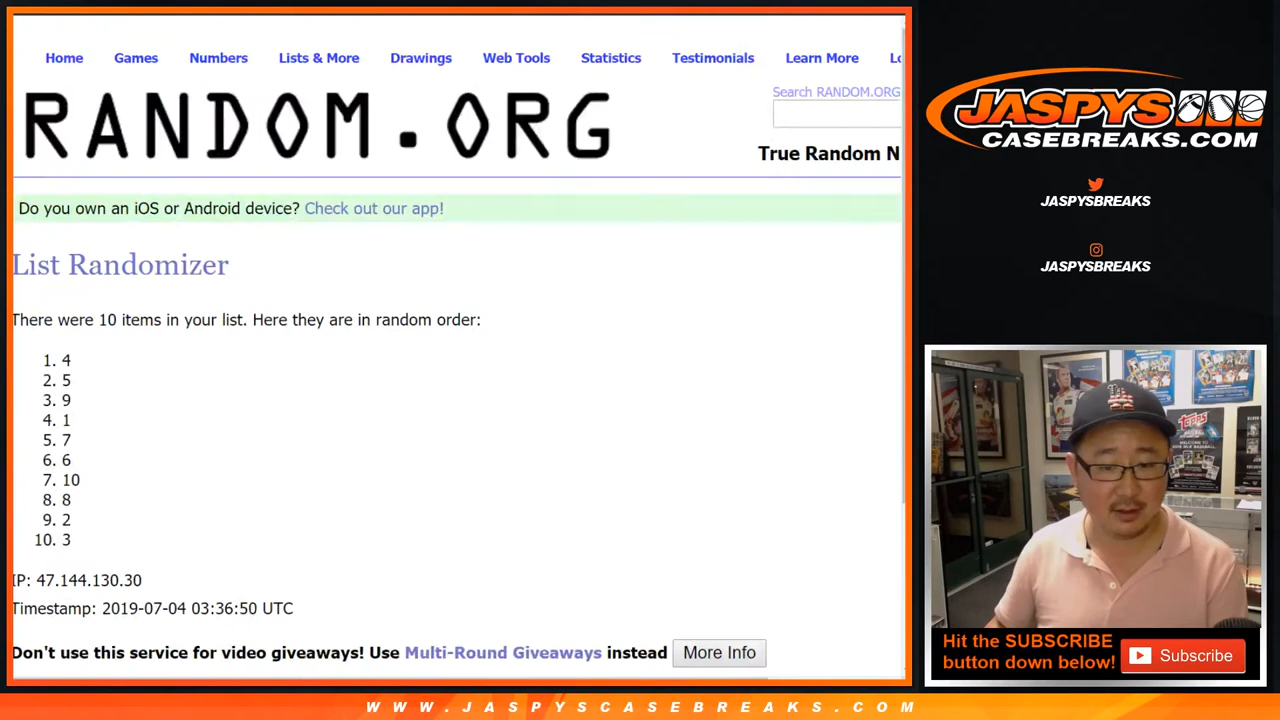 Home Games Numbers Lists & More Drawings Web Tools Statistics Testimonials Learn More Lo
RANDOM.ORG
Search RANDOM.ORG
True Random N
Do you own an iOS or Android device? Check out our app!
List Randomizer
There were 10 items in your list. Here they are in random order:
1. 4
2. 5
3. 9
4. 1
5. 7
6. 6
7. 10
8. 8
9. 2
10. 3
IP: 47.144.130.30
Timestamp: 2019-07-04 03:36:50 UTC
Don't use this service for video giveaways! Use Multi-Round Giveaways instead More Info
JASPYS
CASEBREAKS.COM
JASPYSBREAKS
JASPYSBREAKS
TOPPS
Hit the SUBSCRIBE
button down below!
Subscribe
WWW.JASPYSCASEBREAKS.COM